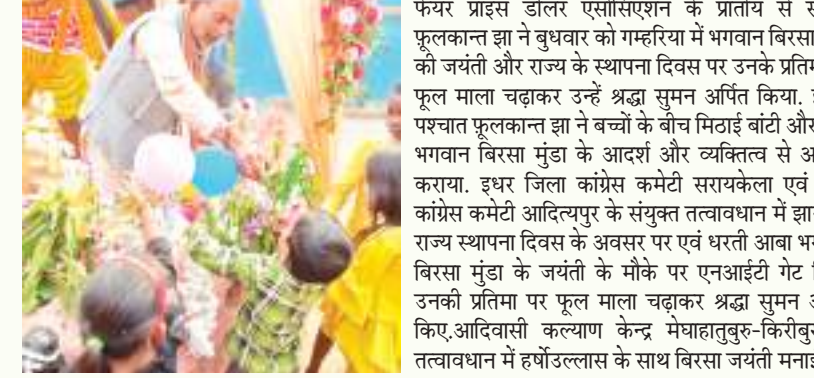 फेयर प्राइस डीलर एसोसिएशन के प्रांतीय से
फूलकान्त झा ने बुधवार को गम्हरिया में भगवान बिरसा
की जयंती और राज्य के स्थापना दिवस पर उनके
फूल माला चढ़ाकर उन्हें श्रद्धा सुमन अर्पित किया.
पश्चात फूलकान्त झा ने बच्चों के बीच मिठाई बांटी और
भगवान बिरसा मुंडा के आदर्श और व्यक्तित्व से
कराया. इधर जिला कांग्रेस कमेटी सरायकेला एवं
कांग्रेस कमेटी आदित्यपुर के संयुक्त तत्वावधान में
राज्य स्थापना दिवस के अवसर पर एवं धरती आबा
बिरसा मुंडा के जयंती के मौके पर एनआईटी गेट
उनकी प्रतिमा पर फूल माला चढ़ाकर श्रद्धा सुमन
किए.आदिवासी कल्याण केन्द्र
तत्वावधान में हर्षोउल्लास के साथ बिरसा जयंती